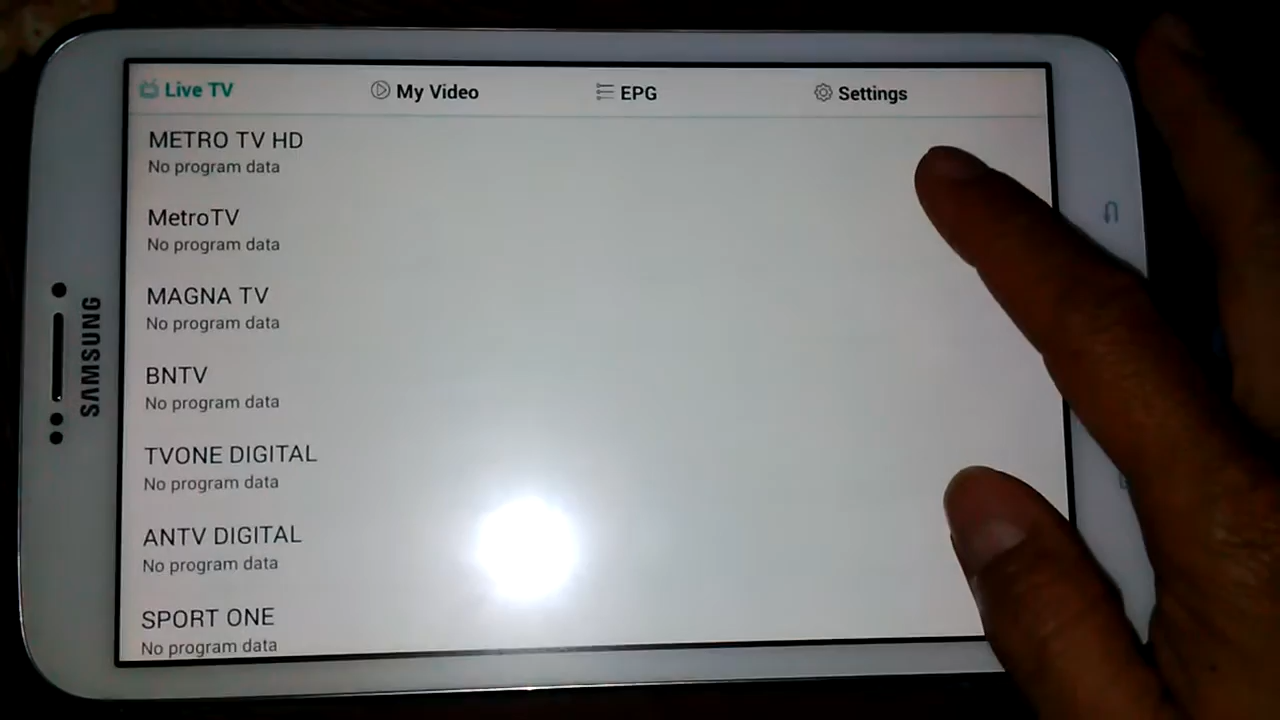 Live TV
My Video
EPG
Settings
METRO TV HD
No program data
MetroTV
No program data
MAGNA TV
No program data
BNTV
No program data
TVONE DIGITAL
No program data
ANTV DIGITAL
No program data
SPORT ONE
No program data
SAMSUNG